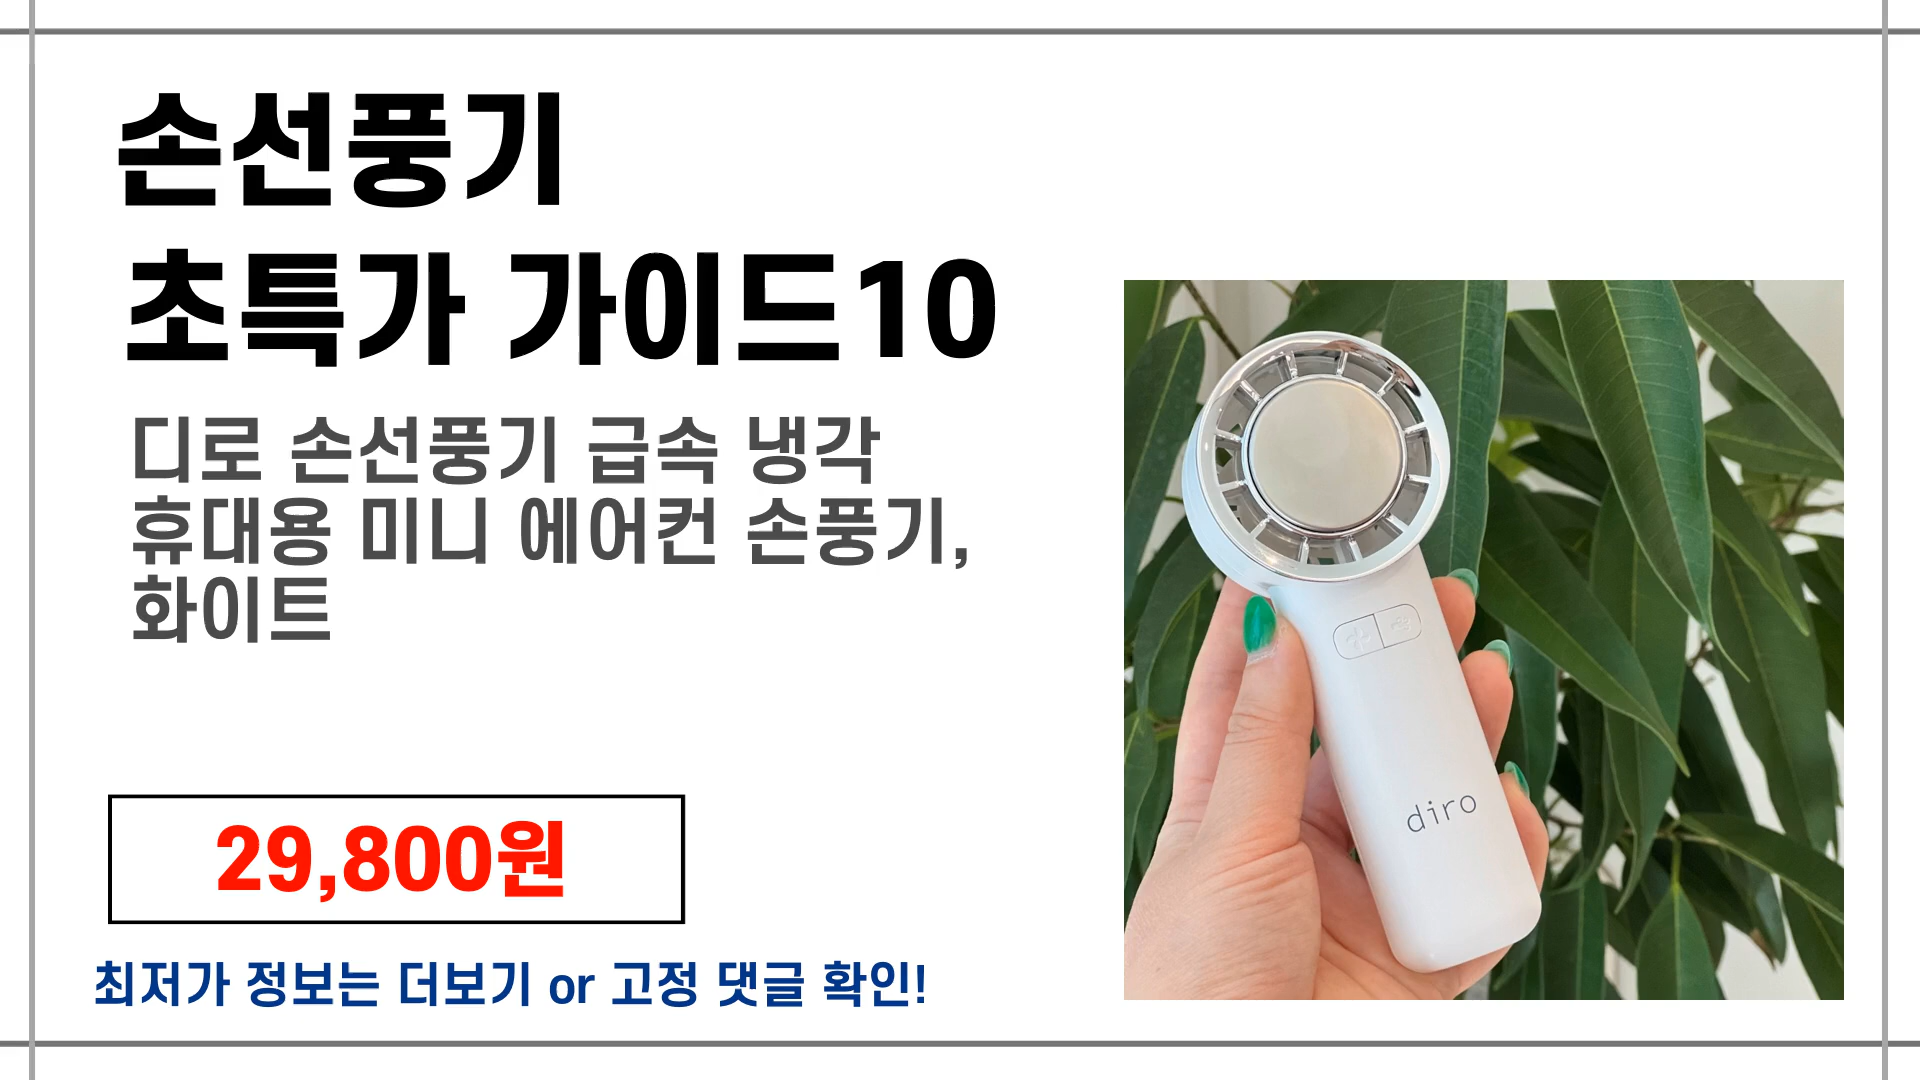 손선풍기
초특가 가이드10
디로 손선풍기 급속 냉각
휴대용 미니 에어컨 손풍기,
화이트
29,800원
최저가 정보는 더보기 or 고정 댓글 확인!
diro